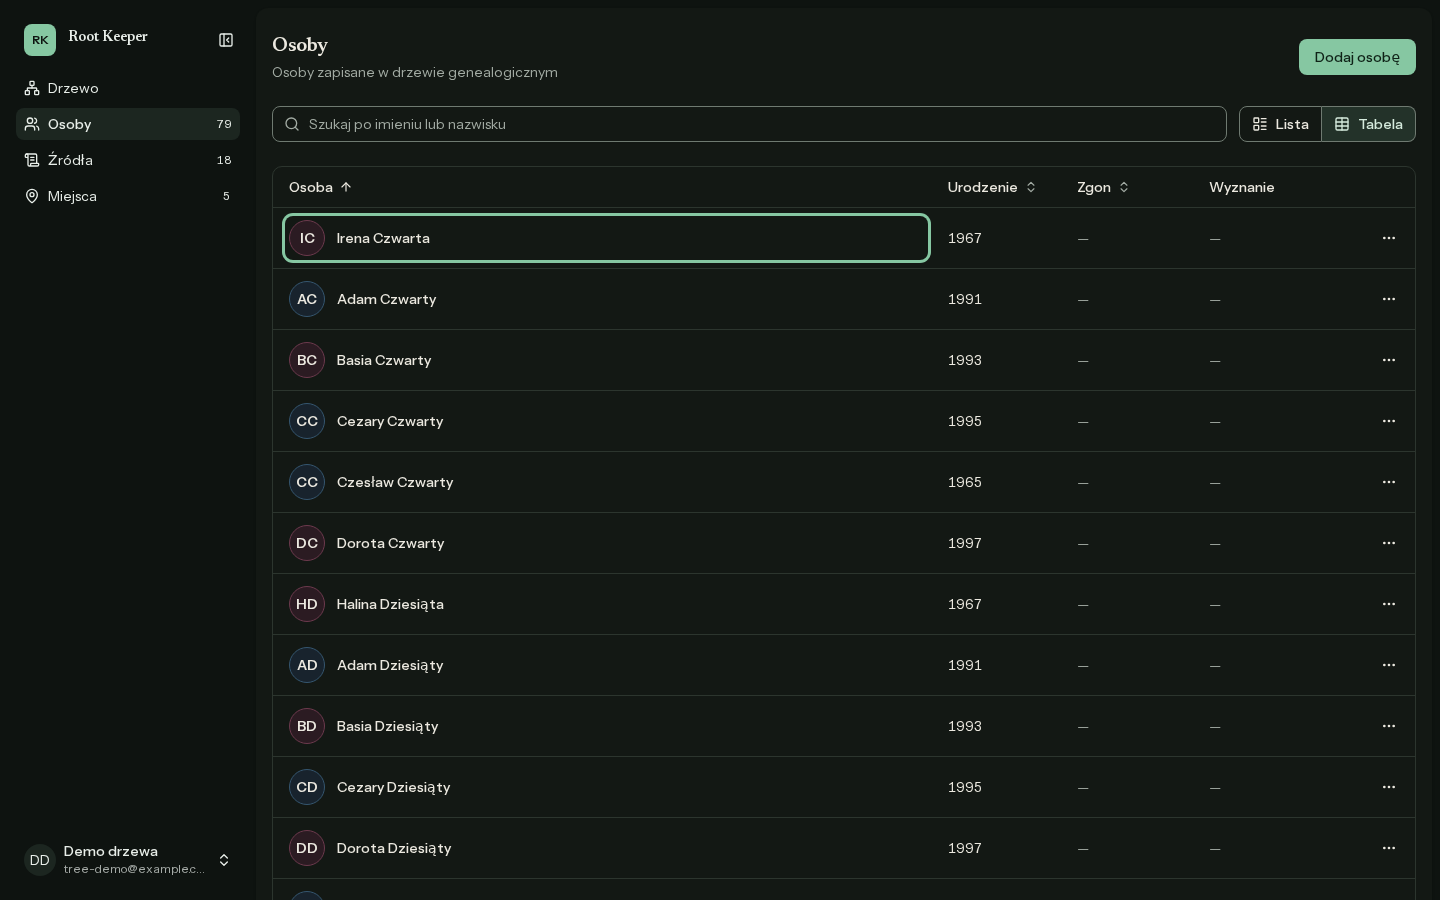 RK Root Keeper
Drzewo
Osoby 79
Źródła 18
Miejsca 5
DD Demo drzewa
tree-demo@example.c...
Osoby
Osoby zapisane w drzewie genealogicznym
Dodaj osobę
Szukaj po imieniu lub nazwisku
Lista Tabela
Osoba Urodzenie Zgon Wyznanie
IC Irena Czwarta 1967 — —
AC Adam Czwarty 1991 — —
BC Basia Czwarty 1993 — —
CC Cezary Czwarty 1995 — —
CC Czesław Czwarty 1965 — —
DC Dorota Czwarty 1997 — —
HD Halina Dziesiąta 1967 — —
AD Adam Dziesiąty 1991 — —
BD Basia Dziesiąty 1993 — —
CD Cezary Dziesiąty 1995 — —
DD Dorota Dziesiąty 1997 — —